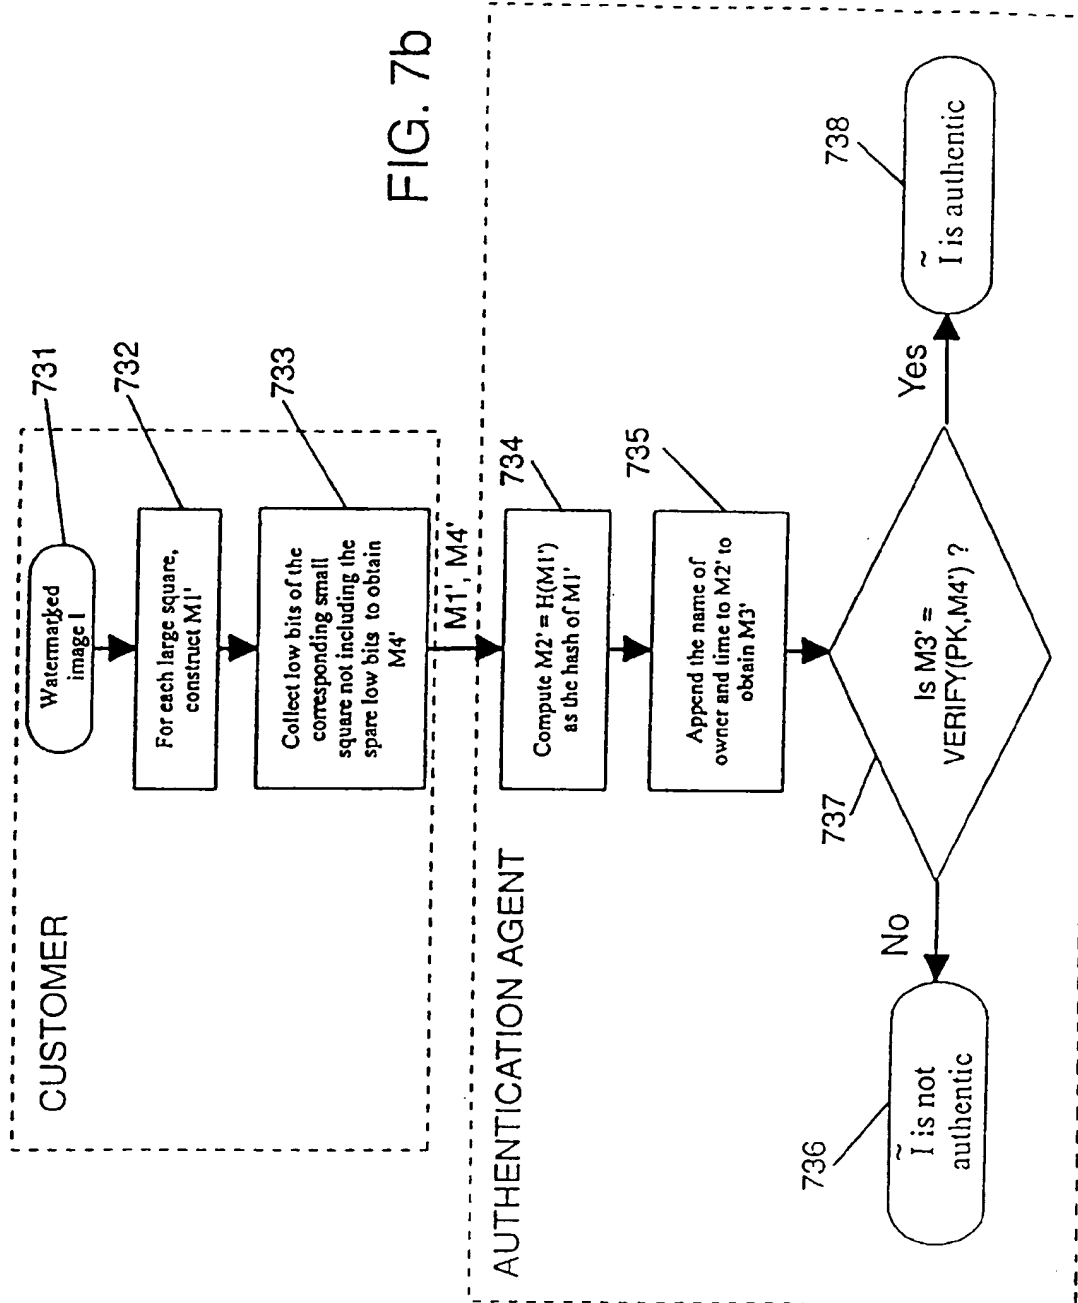 FIG. 7b
CUSTOMER
731
Watermarked
image I
732
For each large square,
construct M1'
733
Collect low bits of the
corresponding small
square not including the
spare low bits to obtain
M4'
M1', M4'
AUTHENTICATION AGENT
734
Compute M2' = H(M1')
as the hash of M1'
735
Append the name of
owner and time to M2' to
obtain M3'
737
Is M3' =
VERIFY(PK,M4') ?
No
Yes
736
Ĩ is not
authentic
738
Ĩ is authentic